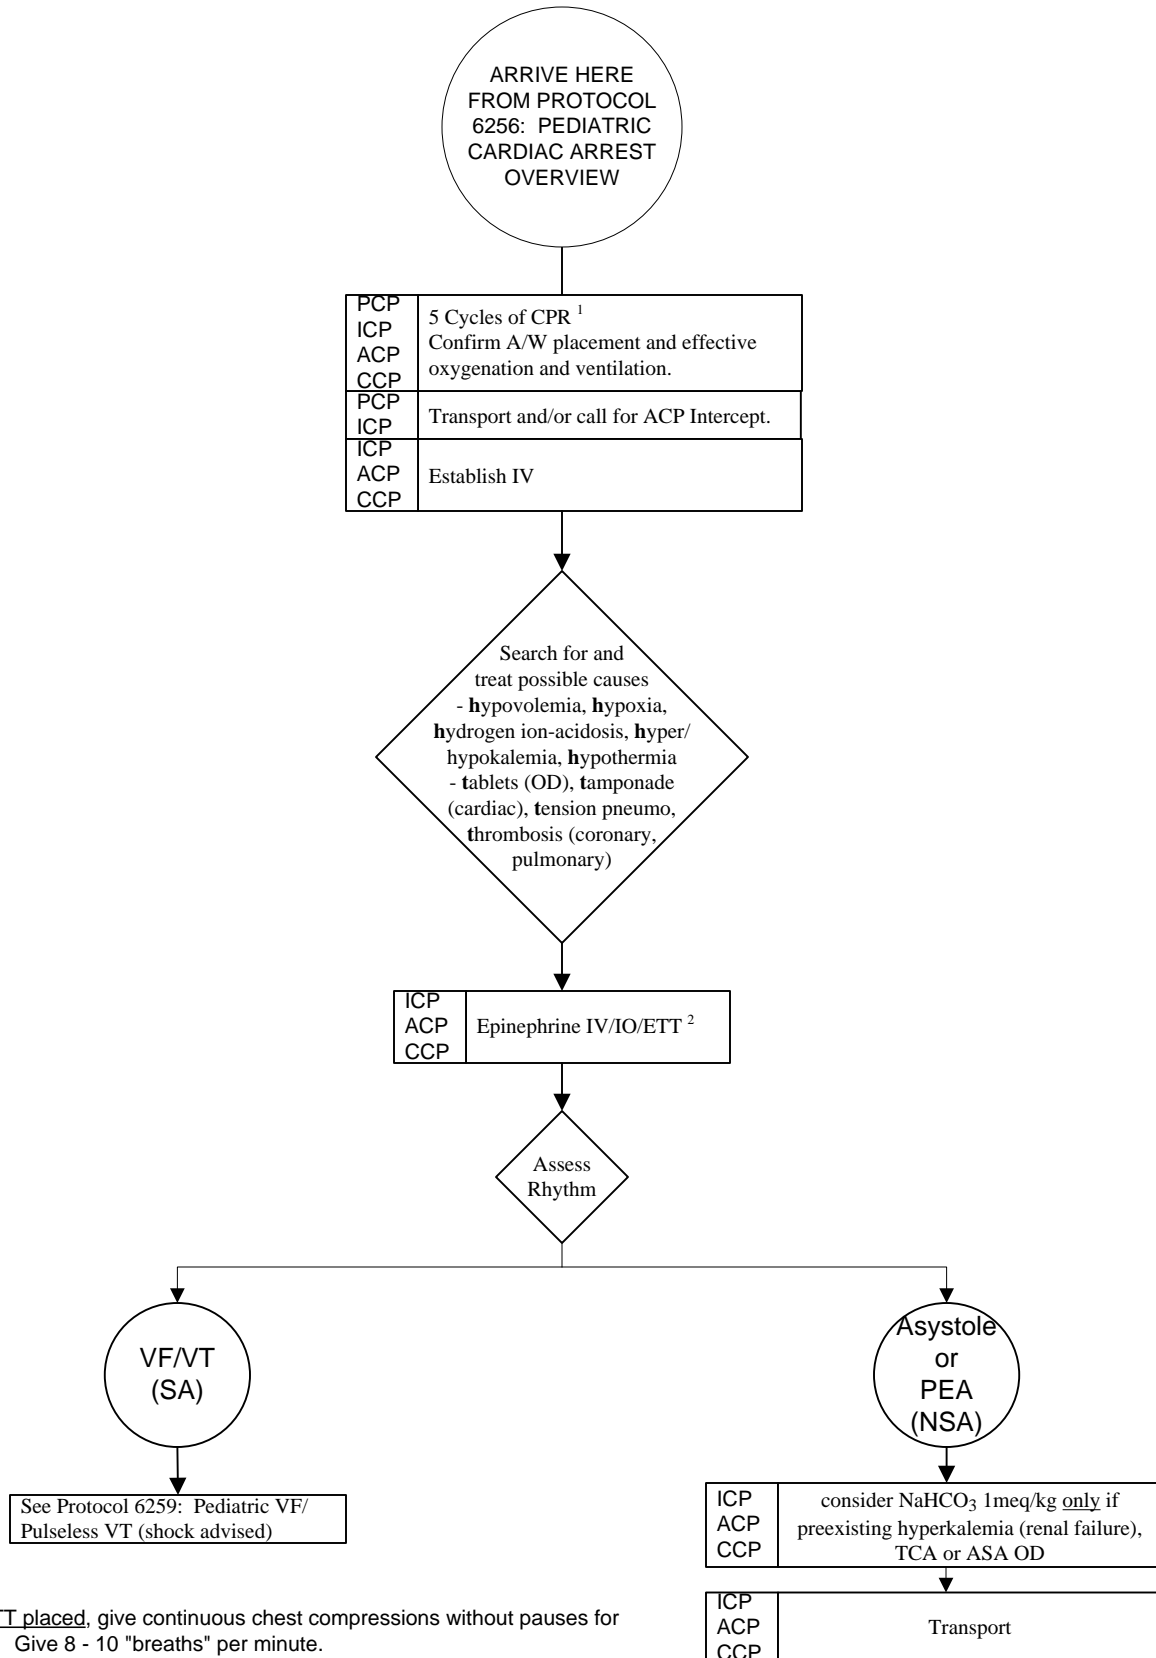 ARRIVE HERE
FROM PROTOCOL
6256: PEDIATRIC
CARDIAC ARREST
OVERVIEW
PCP
ICP
ACP
CCP
5 Cycles of CPR 1
Confirm A/W placement and effective
oxygenation and ventilation.
PCP
ICP
Transport and/or call for ACP Intercept.
ICP
ACP
CCP
Establish IV
Search for and
treat possible causes
- hypovolemia, hypoxia,
hydrogen ion-acidosis, hyper/
hypokalemia, hypothermia
- tablets (OD), tamponade
(cardiac), tension pneumo,
thrombosis (coronary,
pulmonary)
ICP
ACP
CCP
Epinephrine IV/IO/ETT 2
Assess
Rhythm
VF/VT
(SA)
Asystole
or
PEA
(NSA)
See Protocol 6259: Pediatric VF/
Pulseless VT (shock advised)
ICP
ACP
CCP
consider NaHCO3 1meq/kg only if
preexisting hyperkalemia (renal failure),
TCA or ASA OD
ICP
ACP
CCP
Transport
placed, give continuous chest compressions without pauses for
Give 8 - 10 "breaths" per minute.